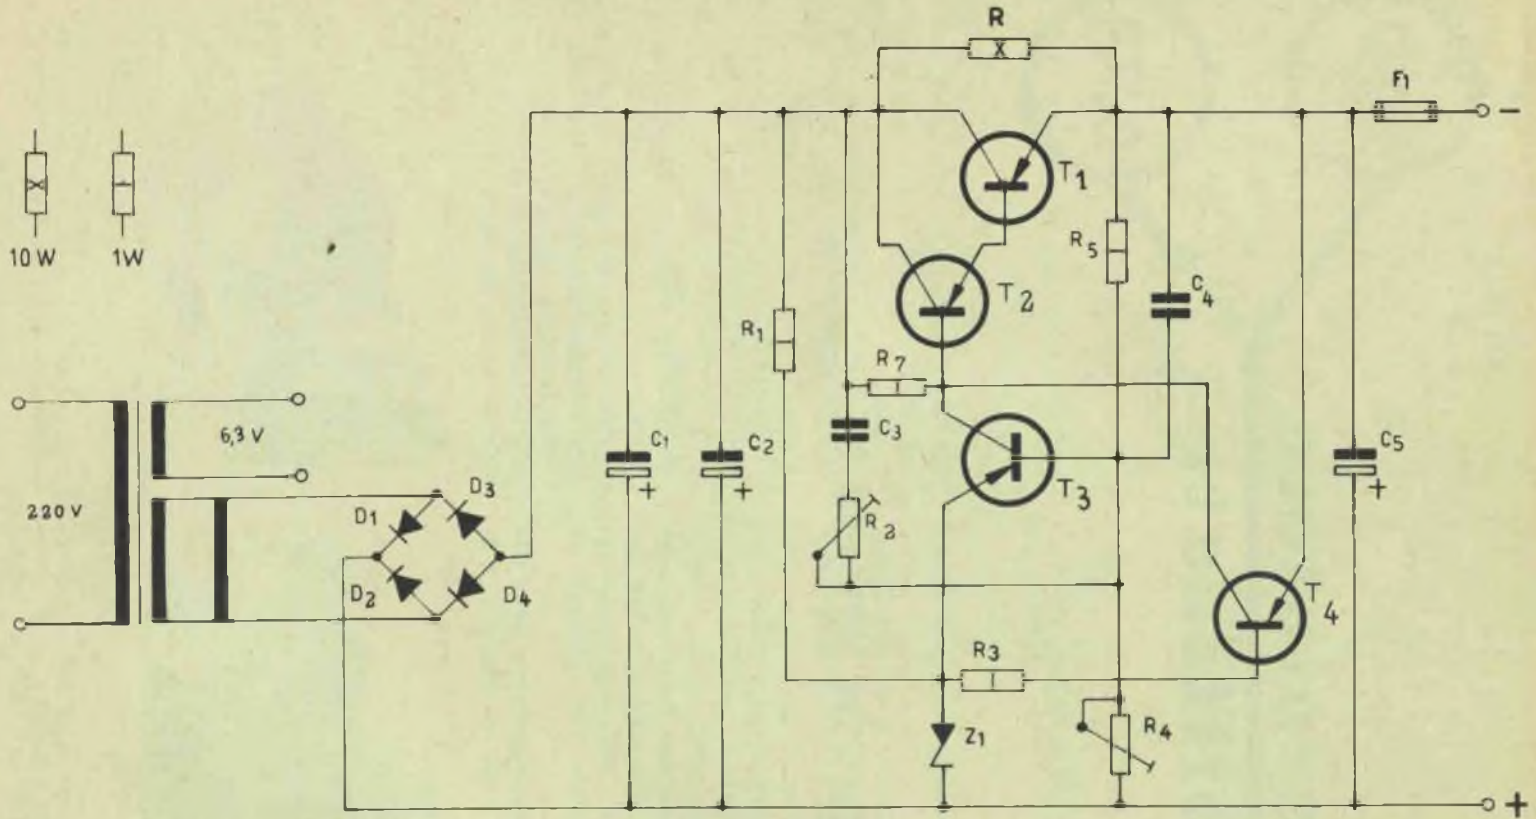 R
F1
−
T1
R5
C4
10 W
1W
T2
R1
R7
6,3 V
C1
C2
C3
C5
+
+
+
T3
220 V
D1
D3
R2
D2
D4
T4
R3
Z1
R4
+